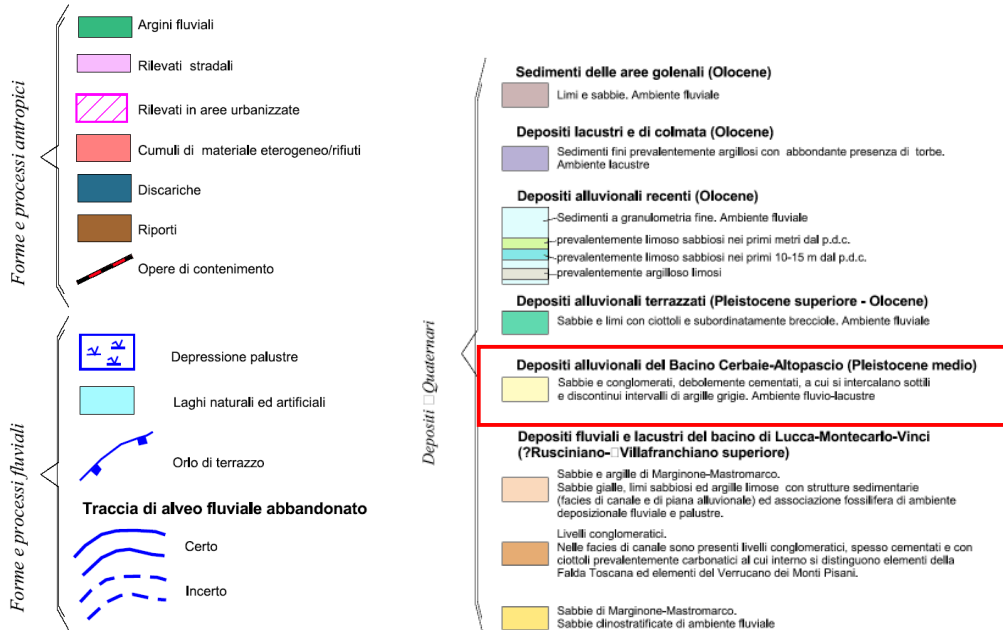 Forme e processi antropici
Argini fluviali
Rilevati stradali
Rilevati in aree urbanizzate
Cumuli di materiale eterogeneo/rifiuti
Discariche
Riporti
Opere di contenimento
Forme e processi fluviali
Depressione palustre
Laghi naturali ed artificiali
Orlo di terrazzo
Traccia di alveo fluviale abbandonato
Certo
Incerto
Depositi □Quaternari
Sedimenti delle aree golenali (Olocene)
Limi e sabbie. Ambiente fluviale
Depositi lacustri e di colmata (Olocene)
Sedimenti fini prevalentemente argillosi con abbondante presenza di torbe.
Ambiente lacustre
Depositi alluvionali recenti (Olocene)
Sedimenti a granulometria fine. Ambiente fluviale
prevalentemente limoso sabbiosi nei primi metri dal p.d.c.
prevalentemente limoso sabbiosi nei primi 10-15 m dal p.d.c.
prevalentemente argilloso limosi
Depositi alluvionali terrazzati (Pleistocene superiore - Olocene)
Sabbie e limi con ciottoli e subordinatamente brecciole. Ambiente fluviale
Depositi alluvionali del Bacino Cerbaie-Altopascio (Pleistocene medio)
Sabbie e conglomerati, debolmente cementati, a cui si intercalano sottili
e discontinui intervalli di argille grigie. Ambiente fluvio-lacustre
Depositi fluviali e lacustri del bacino di Lucca-Montecarlo-Vinci
(?Rusciniano-□Villafranchiano superiore)
Sabbie e argille di Marginone-Mastromarco.
Sabbie gialle, limi sabbiosi ed argille limose con strutture sedimentarie
(facies di canale e di piana alluvionale) ed associazione fossilifera di ambiente
deposizionale fluviale e palustre.
Livelli conglomeratici.
Nelle facies di canale sono presenti livelli conglomeratici, spesso cementati e con
ciottoli prevalentemente carbonatici al cui interno si distinguono elementi della
Falda Toscana ed elementi del Verrucano dei Monti Pisani.
Sabbie di Marginone-Mastromarco.
Sabbie clinostratificate di ambiente fluviale